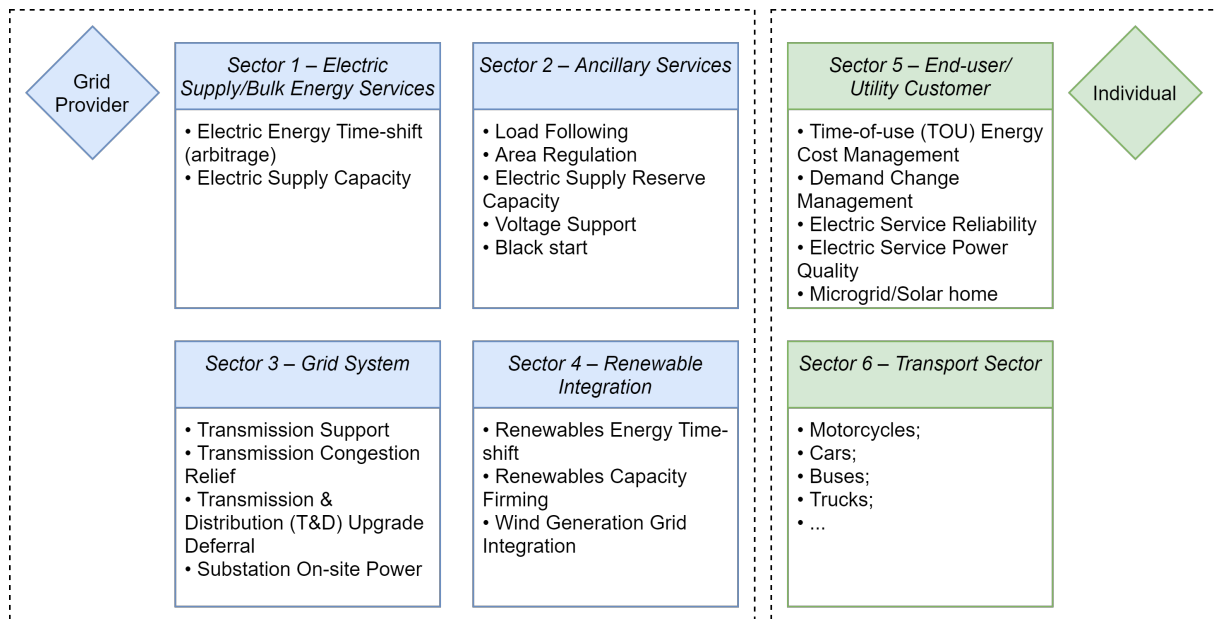 Grid
Provider
Sector 1 – Electric
Supply/Bulk Energy Services
• Electric Energy Time-shift
(arbitrage)
• Electric Supply Capacity
Sector 2 – Ancillary Services
• Load Following
• Area Regulation
• Electric Supply Reserve
Capacity
• Voltage Support
• Black start
Sector 5 – End-user/
Utility Customer
• Time-of-use (TOU) Energy
Cost Management
• Demand Change
Management
• Electric Service Reliability
• Electric Service Power
Quality
• Microgrid/Solar home
Individual
Sector 3 – Grid System
• Transmission Support
• Transmission Congestion
Relief
• Transmission &
Distribution (T&D) Upgrade
Deferral
• Substation On-site Power
Sector 4 – Renewable
Integration
• Renewables Energy Time-
shift
• Renewables Capacity
Firming
• Wind Generation Grid
Integration
Sector 6 – Transport Sector
• Motorcycles;
• Cars;
• Buses;
• Trucks;
• ...